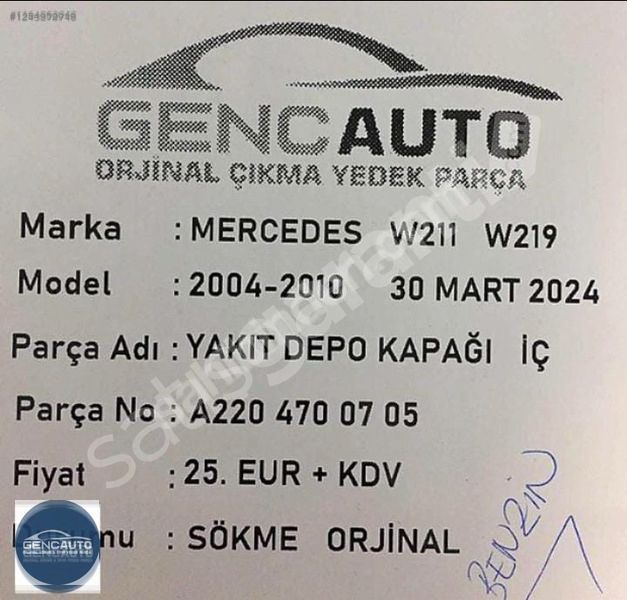 GENCAUTO
ORJİNAL ÇIKMA YEDEK PARÇA
Marka : MERCEDES W211 W219
Model : 2004-2010 30 MART 2024
Parça Adı : YAKIT DEPO KAPAĞI İÇ
Parça No : A220 470 07 05
Fiyat : 25. EUR + KDV
: SÖKME ORJİNAL
BENZİN
GENCAUTO